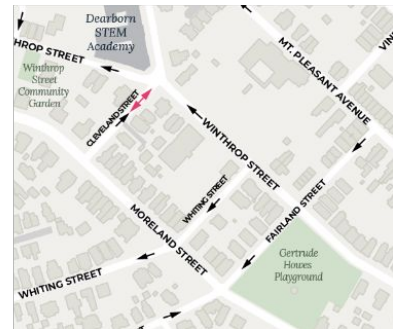 Dearborn
STEM
Academy
HROP STREET
Winthrop
Street
Community
Garden
CLEVELAND STREET
MT. PLEASANT AVENUE
VIN
WINTHROP STREET
WHITING STREET
FAIRLAND STREET
MORELAND STREET
WHITING STREET
Gertrude
Howes
Playground